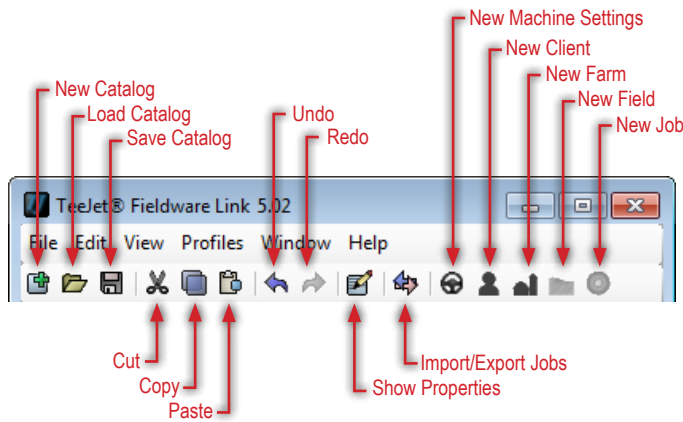 New Machine Settings
New Client
New Farm
New Field
New Job
New Catalog
Load Catalog
Save Catalog
Undo
Redo
TeeJet® Fieldware Link 5.02
File Edit View Profiles Window Help
Cut
Copy
Paste
Import/Export Jobs
Show Properties